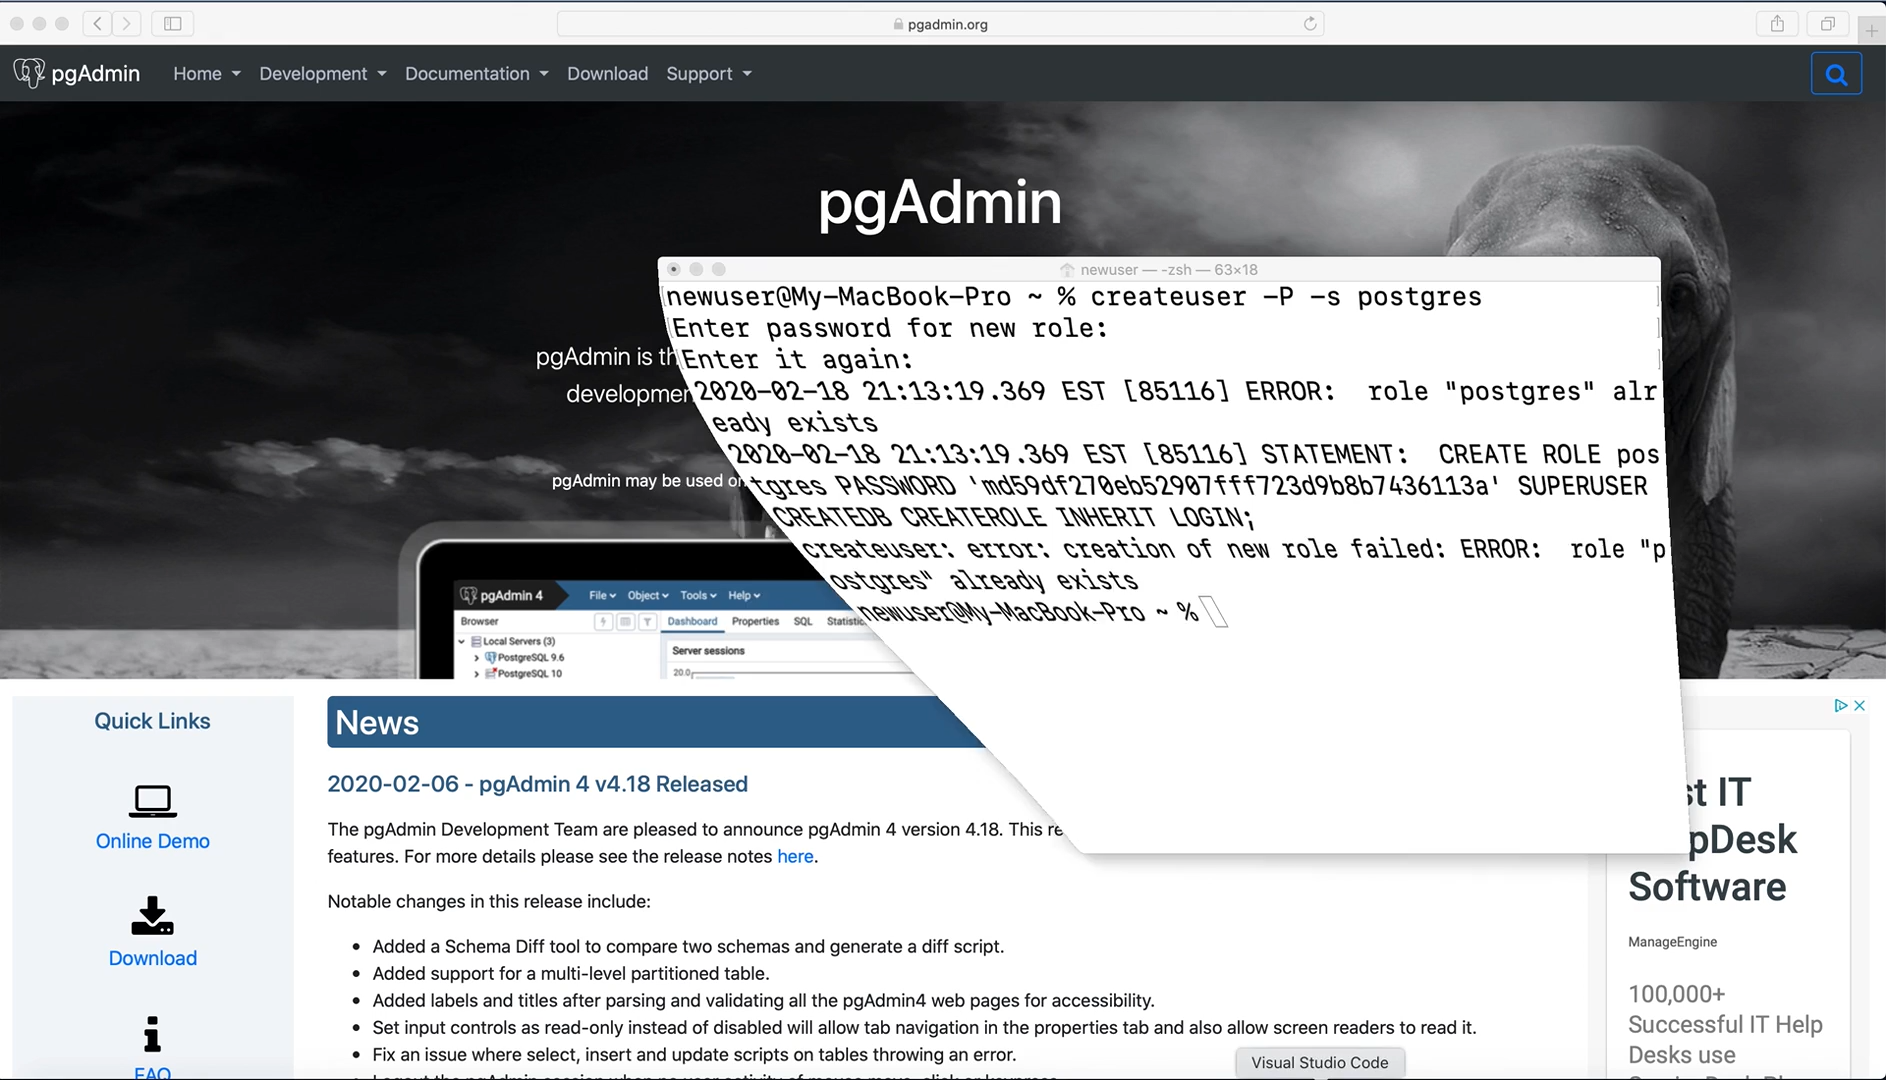 pgadmin.org
pgAdmin
Home
Development
Documentation
Download
Support
pgAdmin
newuser — -zsh — 63×18
newuser@My-MacBook-Pro ~ % createuser -P -s postgres
Enter password for new role:
Enter it again:
2020-02-18 21:13:19.369 EST [85116] ERROR:  role "postgres" alr
eady exists
2020-02-18 21:13:19.369 EST [85116] STATEMENT:  CREATE ROLE pos
tgres PASSWORD 'md59df270eb52907fff723d9b8b7436113a' SUPERUSER
CREATEDB CREATEROLE INHERIT LOGIN;
createuser: error: creation of new role failed: ERROR:  role "p
ostgres" already exists
newuser@My-MacBook-Pro ~ %
pgAdmin is
developmen
pgAdmin may be used
pgAdmin 4
File
Object
Tools
Help
Browser
Dashboard
Properties
SQL
Local Servers (3)
PostgreSQL 9.6
PostgreSQL 10
Server sessions
20.0
Quick Links
Online Demo
Download
FAQ
News
2020-02-06 - pgAdmin 4 v4.18 Released
The pgAdmin Development Team are pleased to announce pgAdmin 4 version 4.18. This
features. For more details please see the release notes here.
Notable changes in this release include:
Added a Schema Diff tool to compare two schemas and generate a diff script.
Added support for a multi-level partitioned table.
Added labels and titles after parsing and validating all the pgAdmin4 web pages for accessibility.
Set input controls as read-only instead of disabled will allow tab navigation in the properties tab and also allow screen readers to read it.
Fix an issue where select, insert and update scripts on tables throwing an error.
Visual Studio Code
st IT
pDesk
Software
ManageEngine
100,000+
Successful IT Help
Desks use